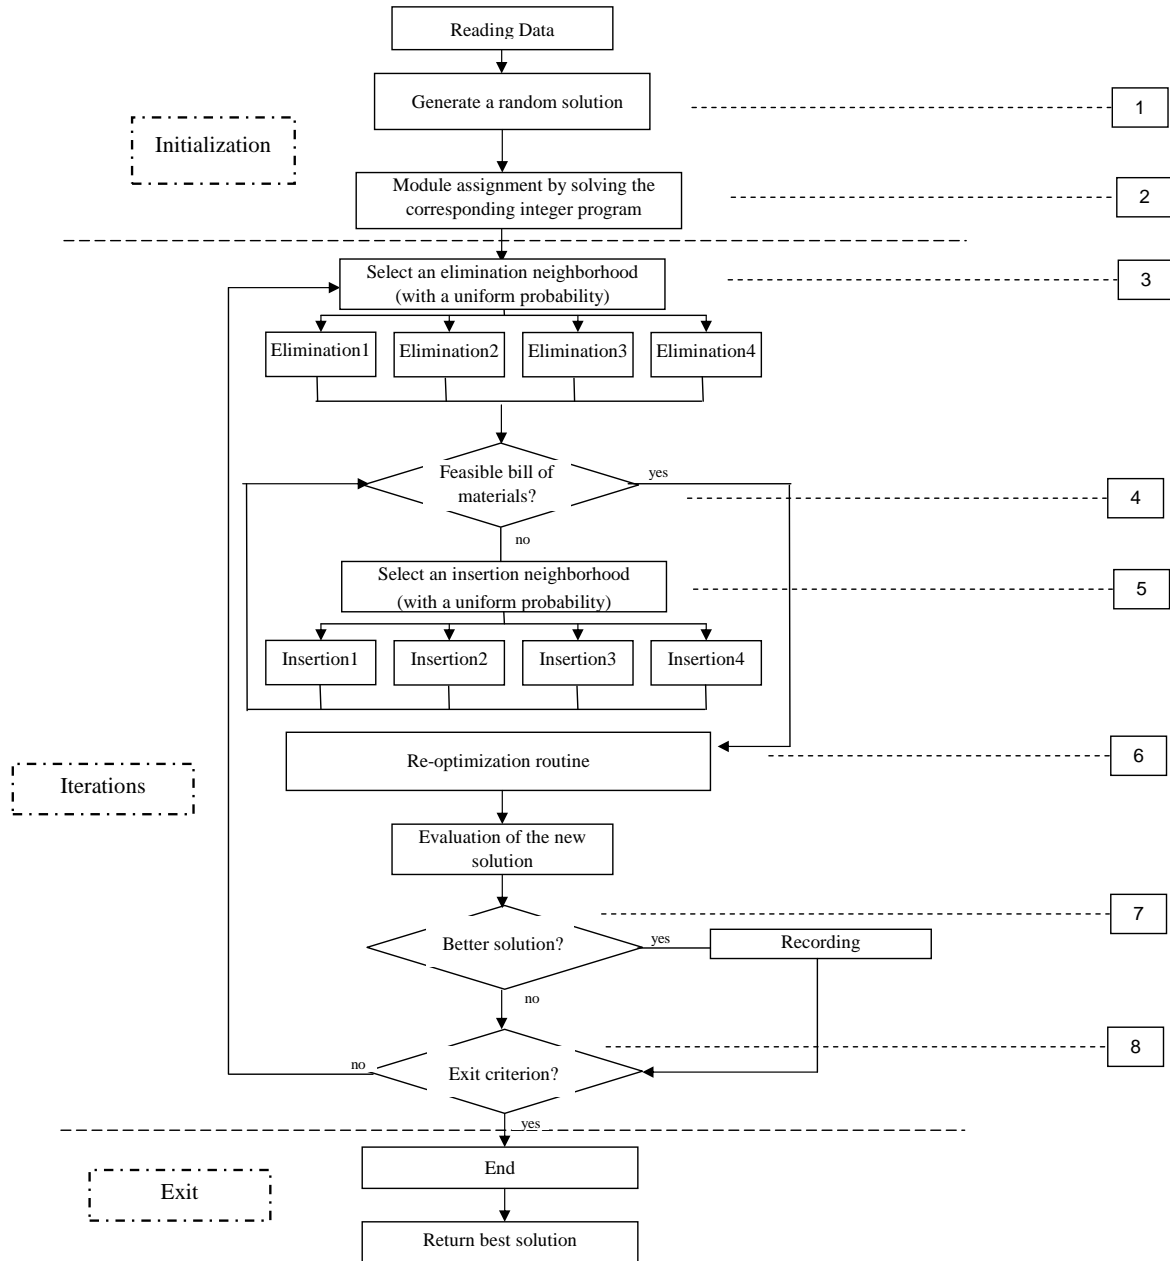 Reading Data
Generate a random solution
1
Initialization
Module assignment by solving the
corresponding integer program
2
Select an elimination neighborhood
(with a uniform probability)
3
Elimination1
Elimination2
Elimination3
Elimination4
Feasible bill of
materials?
yes
4
no
Select an insertion neighborhood
(with a uniform probability)
5
Insertion1
Insertion2
Insertion3
Insertion4
Re-optimization routine
6
Iterations
Evaluation of the new
solution
7
Better solution?
yes
Recording
no
8
no
Exit criterion?
yes
End
Exit
Return best solution